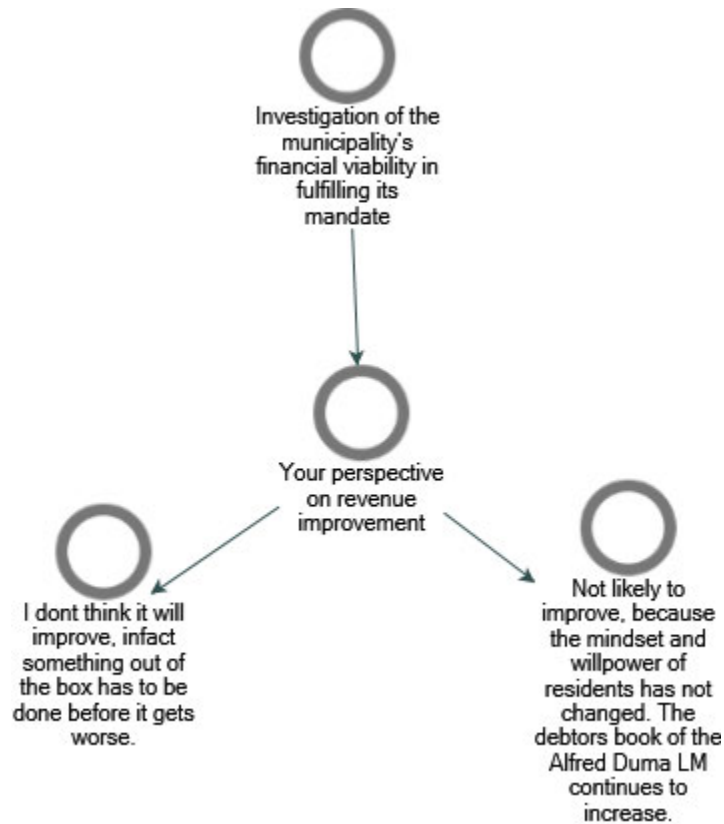 Investigation of the
municipality's
financial viability in
fulfilling its
mandate
Your perspective
on revenue
improvement
I dont think it will
improve, infact
something out of
the box has to be
done before it gets
worse.
Not likely to
improve, because
the mindset and
willpower of
residents has not
changed. The
debtors book of the
Alfred Duma LM
continues to
increase.